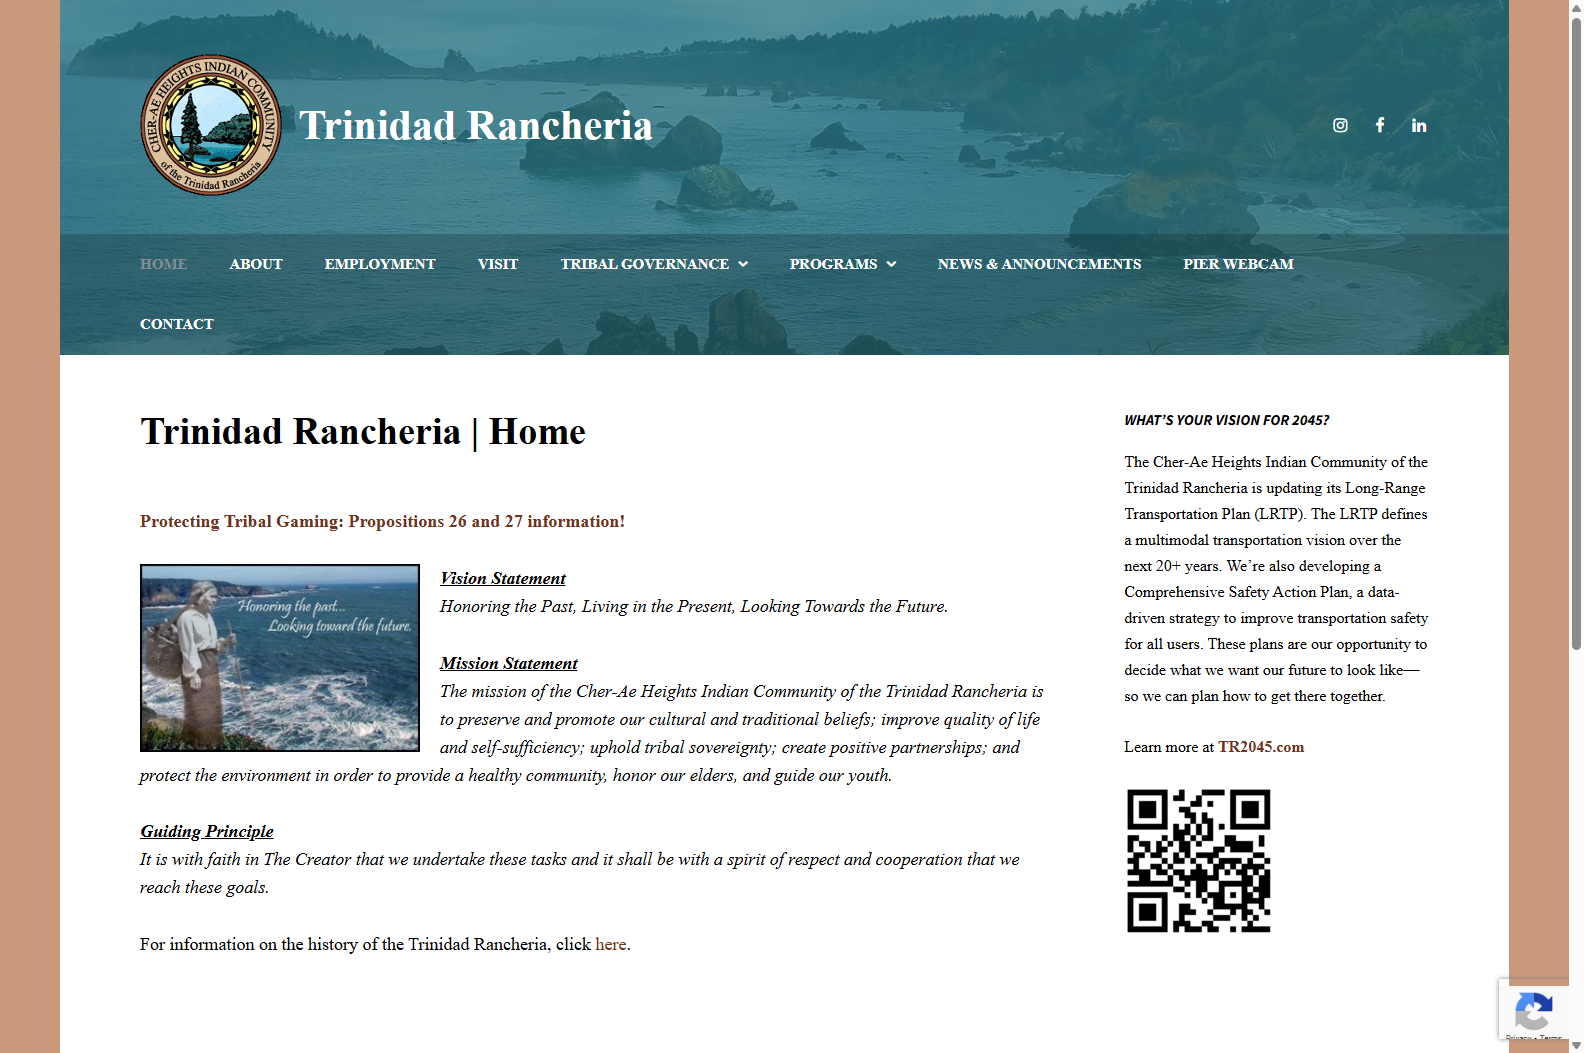 CHER-AE HEIGHTS INDIAN COMMUNITY
of the Trinidad Rancheria
Trinidad Rancheria
HOME ABOUT EMPLOYMENT VISIT TRIBAL GOVERNANCE PROGRAMS NEWS & ANNOUNCEMENTS PIER WEBCAM
CONTACT
Trinidad Rancheria | Home
Protecting Tribal Gaming: Propositions 26 and 27 information!
Honoring the past...
Looking toward the future.
Vision Statement
Honoring the Past, Living in the Present, Looking Towards the Future.
Mission Statement
The mission of the Cher-Ae Heights Indian Community of the Trinidad Rancheria is
to preserve and promote our cultural and traditional beliefs; improve quality of life
and self-sufficiency; uphold tribal sovereignty; create positive partnerships; and
protect the environment in order to provide a healthy community, honor our elders, and guide our youth.
Guiding Principle
It is with faith in The Creator that we undertake these tasks and it shall be with a spirit of respect and cooperation that we
reach these goals.
For information on the history of the Trinidad Rancheria, click here.
WHAT'S YOUR VISION FOR 2045?
The Cher-Ae Heights Indian Community of the
Trinidad Rancheria is updating its Long-Range
Transportation Plan (LRTP). The LRTP defines
a multimodal transportation vision over the
next 20+ years. We're also developing a
Comprehensive Safety Action Plan, a data-
driven strategy to improve transportation safety
for all users. These plans are our opportunity to
decide what we want our future to look like—
so we can plan how to get there together.
Learn more at TR2045.com
Privacy - Terms